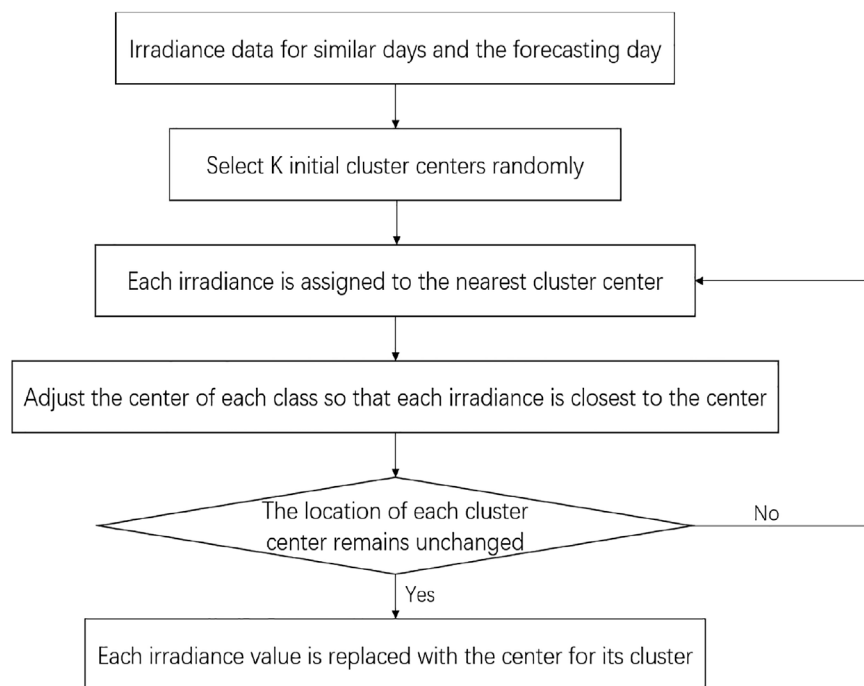 Irradiance data for similar days and the forecasting day
Select K initial cluster centers randomly
Each irradiance is assigned to the nearest cluster center
Adjust the center of each class so that each irradiance is closest to the center
The location of each cluster
center remains unchanged
No
Yes
Each irradiance value is replaced with the center for its cluster